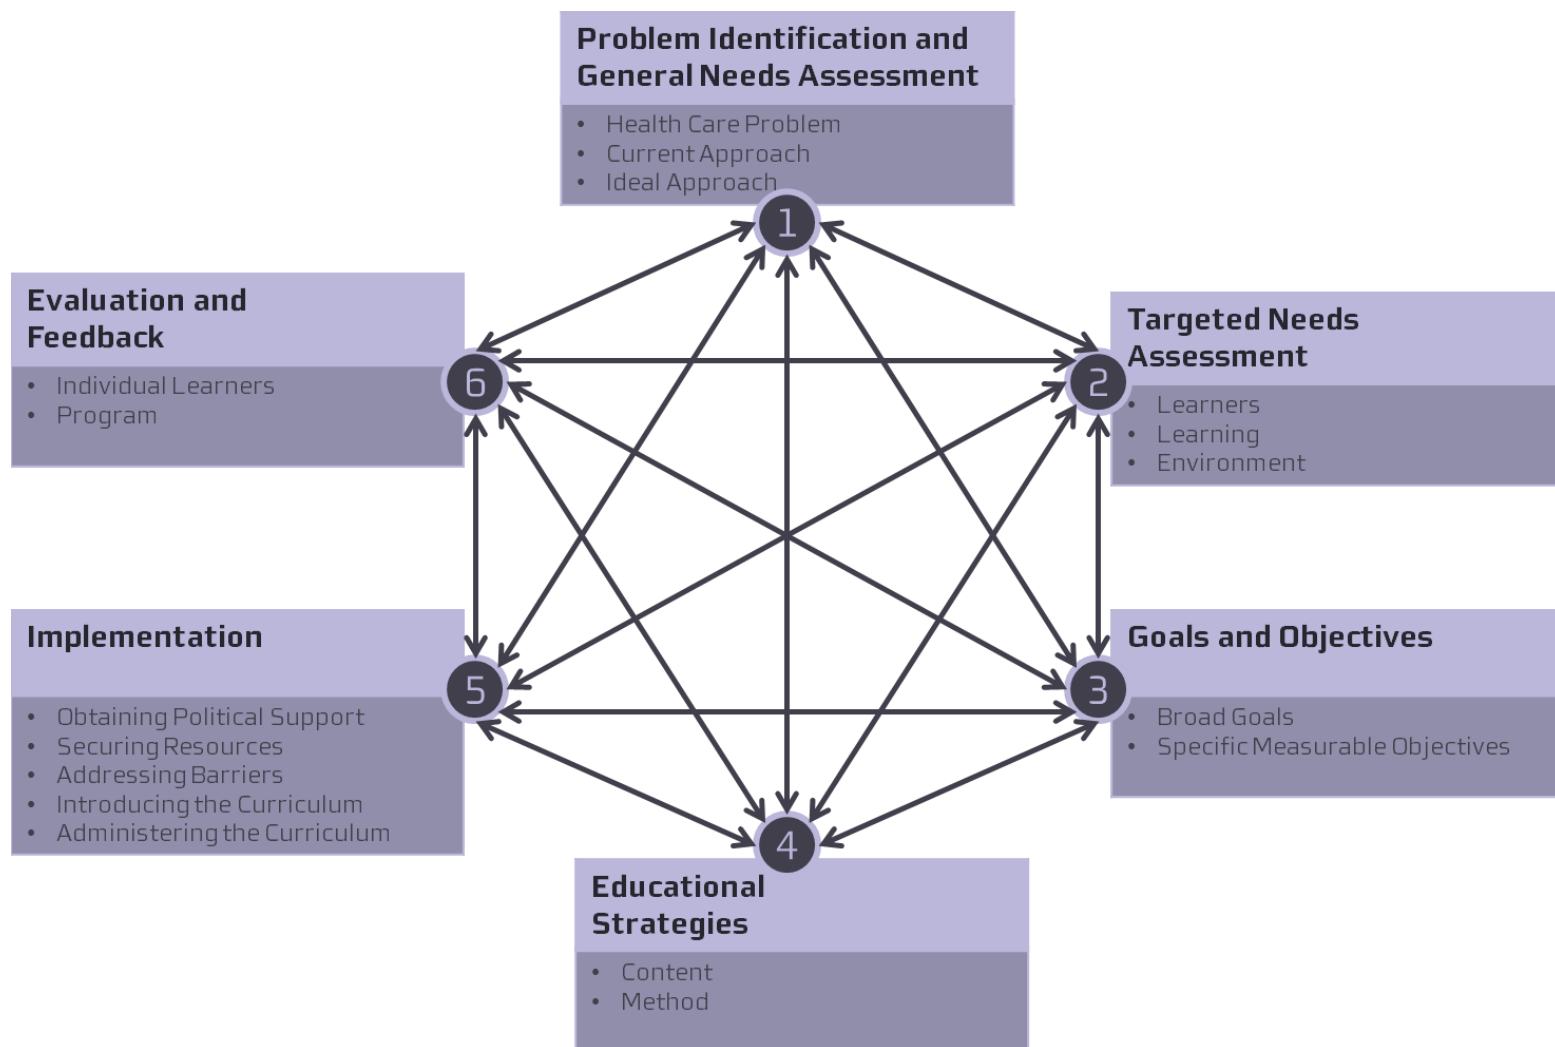 Problem Identification and
General Needs Assessment
• Health Care Problem
• Current Approach
• Ideal Approach
1
Evaluation and
Feedback
• Individual Learners
• Program
6
Targeted Needs
Assessment
• Learners
• Learning
• Environment
2
Implementation
• Obtaining Political Support
• Securing Resources
• Addressing Barriers
• Introducing the Curriculum
• Administering the Curriculum
5
Goals and Objectives
• Broad Goals
• Specific Measurable Objectives
3
4
Educational
Strategies
• Content
• Method